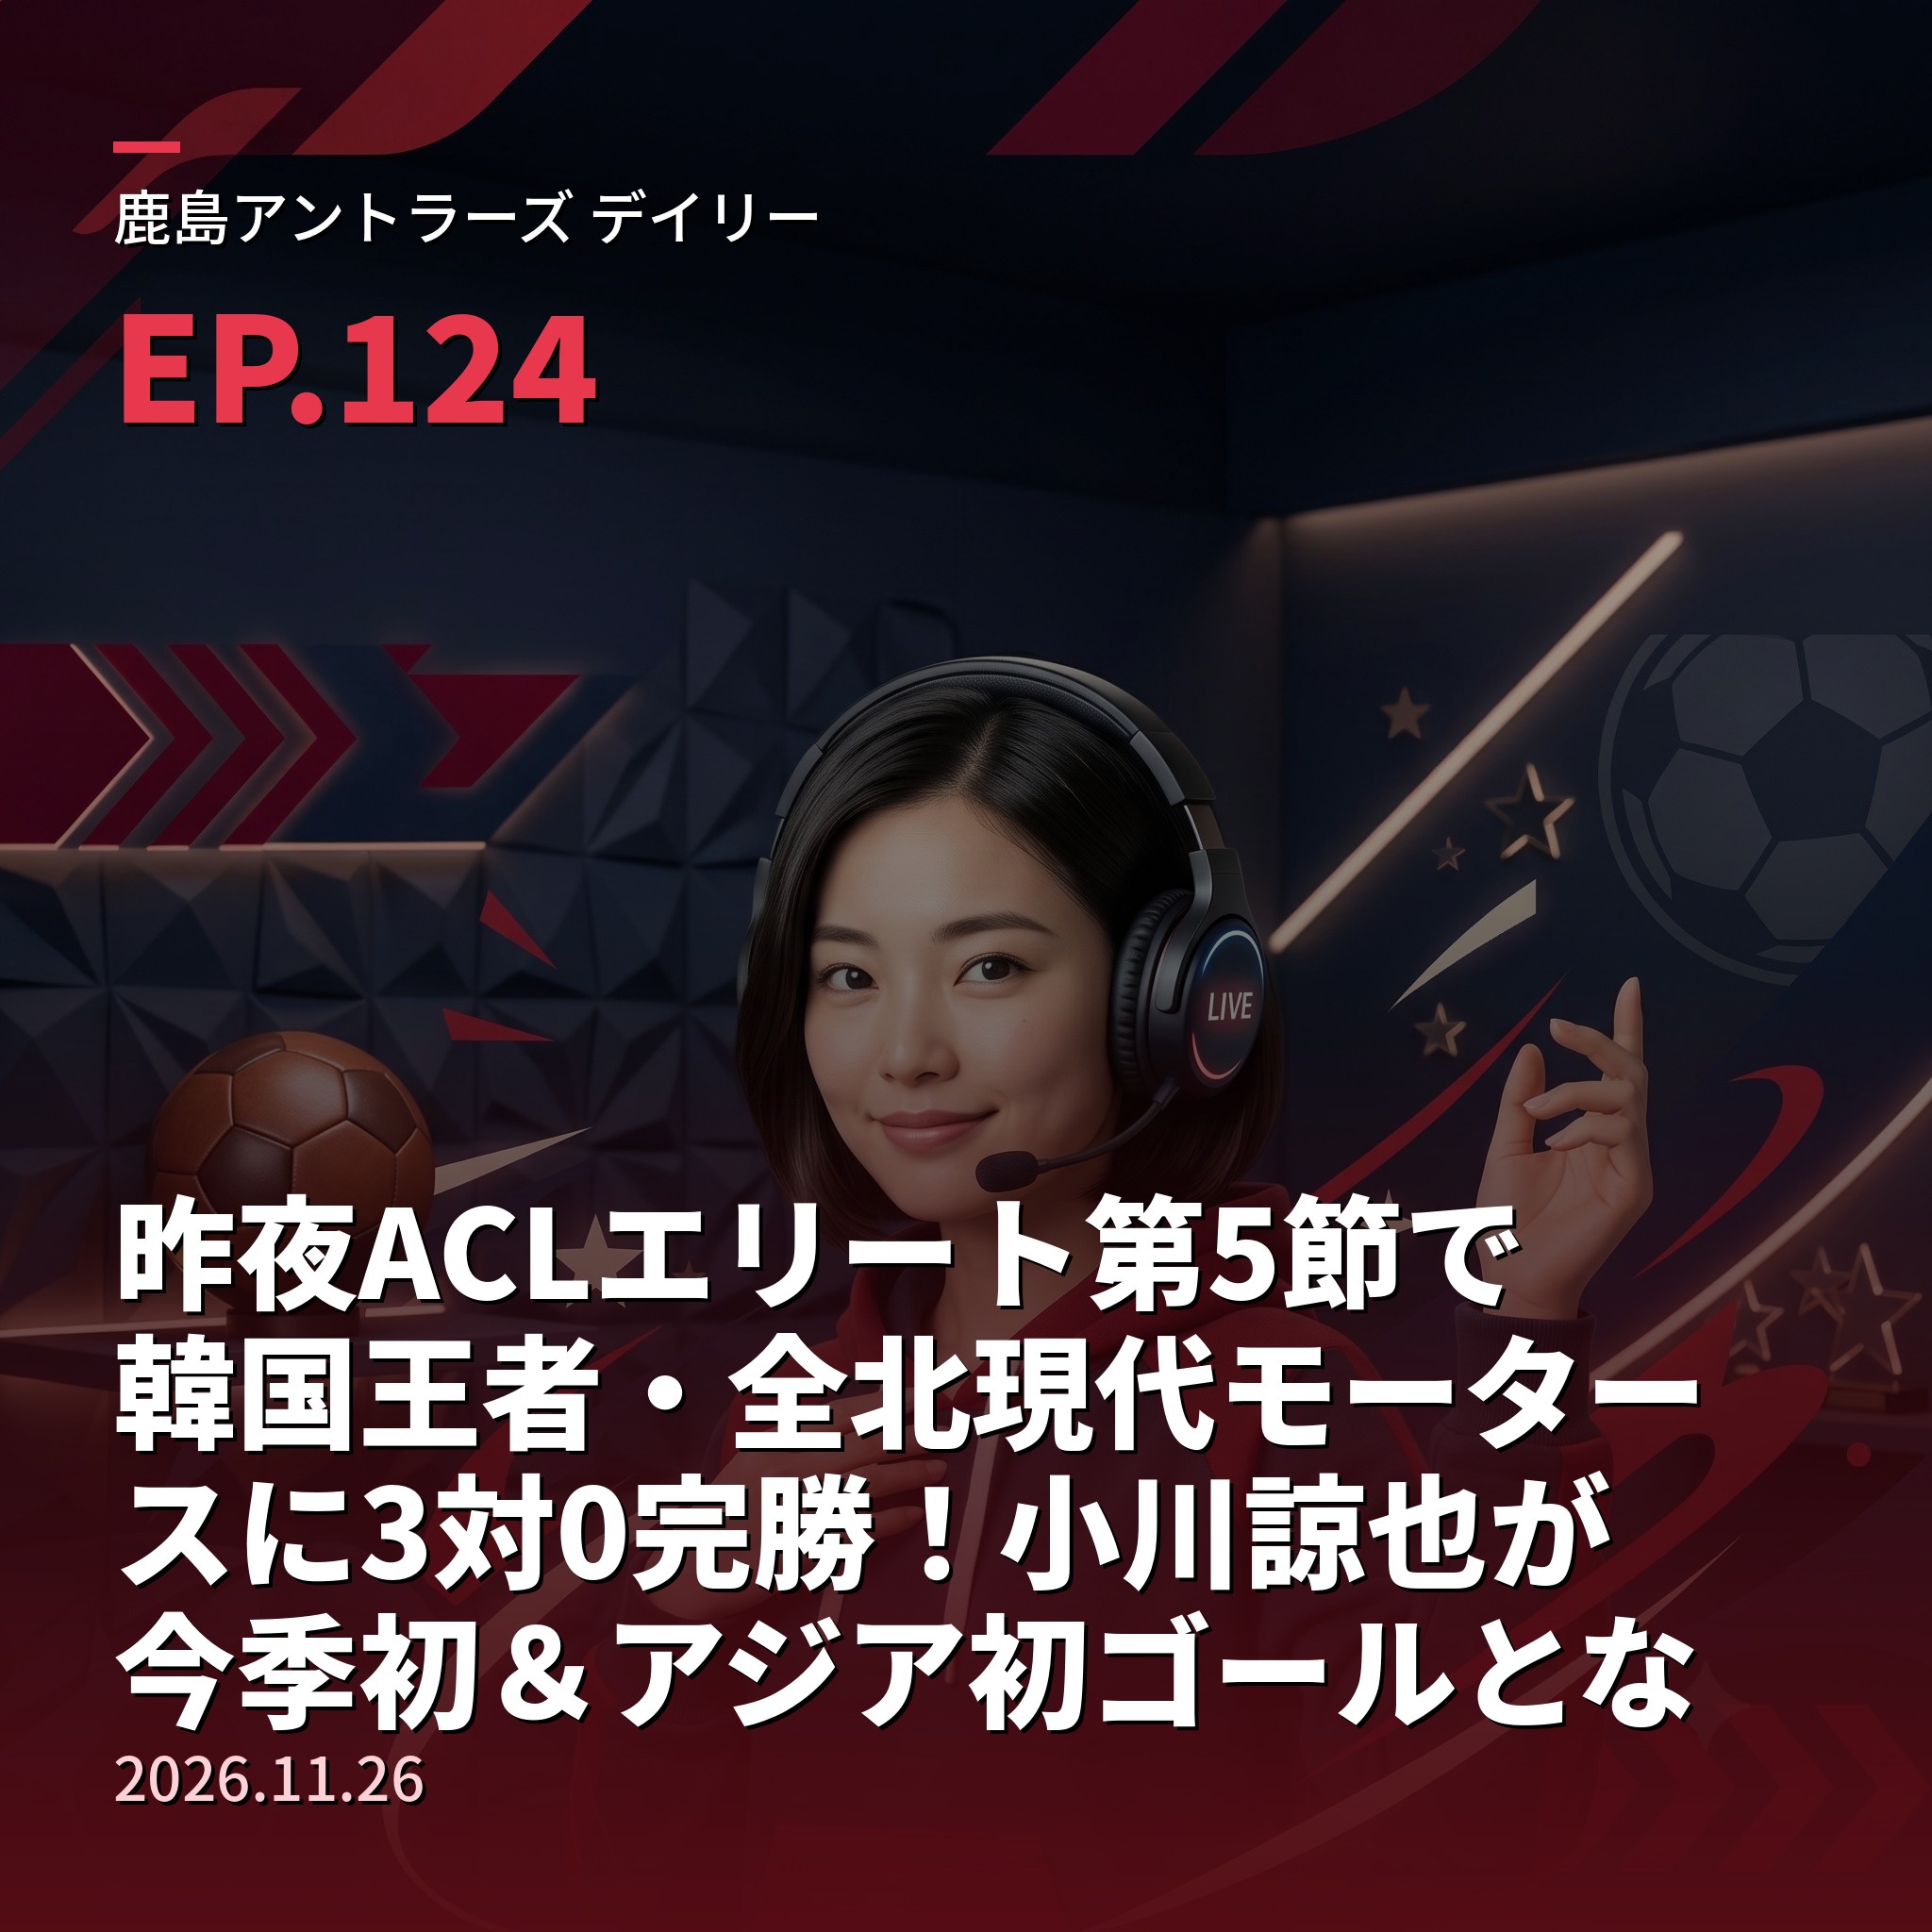 鹿島アントラーズ デイリー
EP.124
LIVE
昨夜ACLエリート第5節で
韓国王者・全北現代モーター
スに3対0完勝！小川諒也が
今季初＆アジア初ゴールとな
2026.11.26